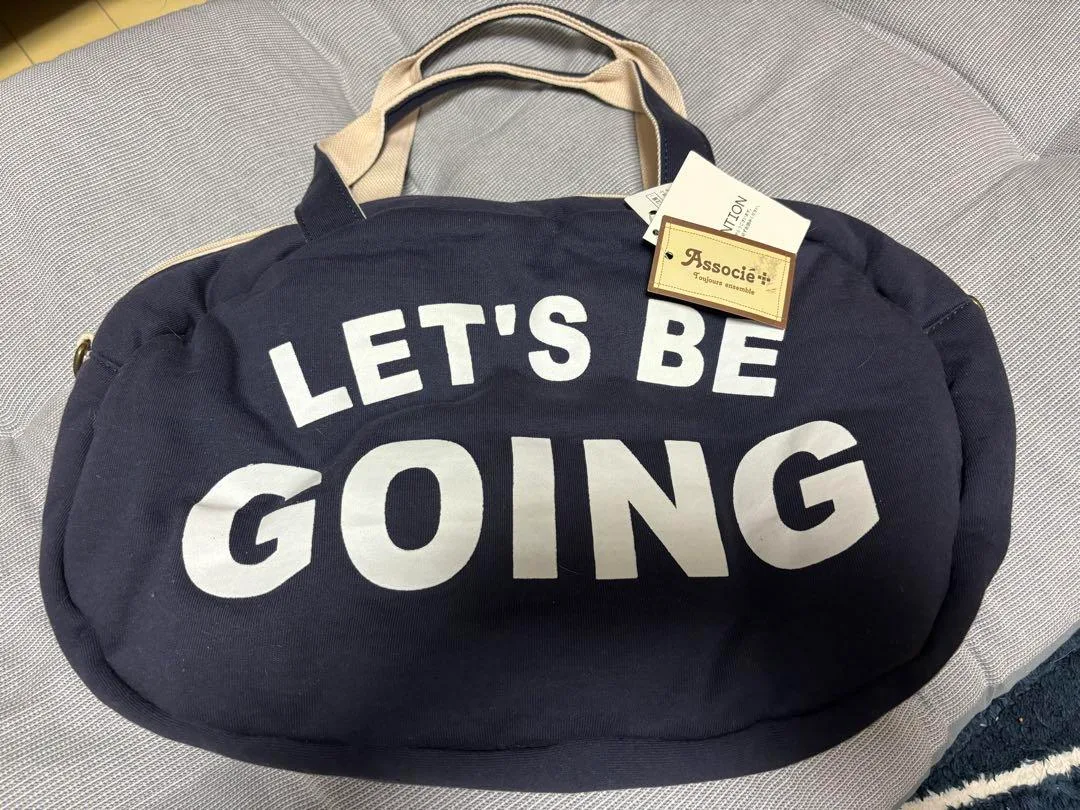 NTION
Associé+
Toujours ensemble
LET'S BE
GOING